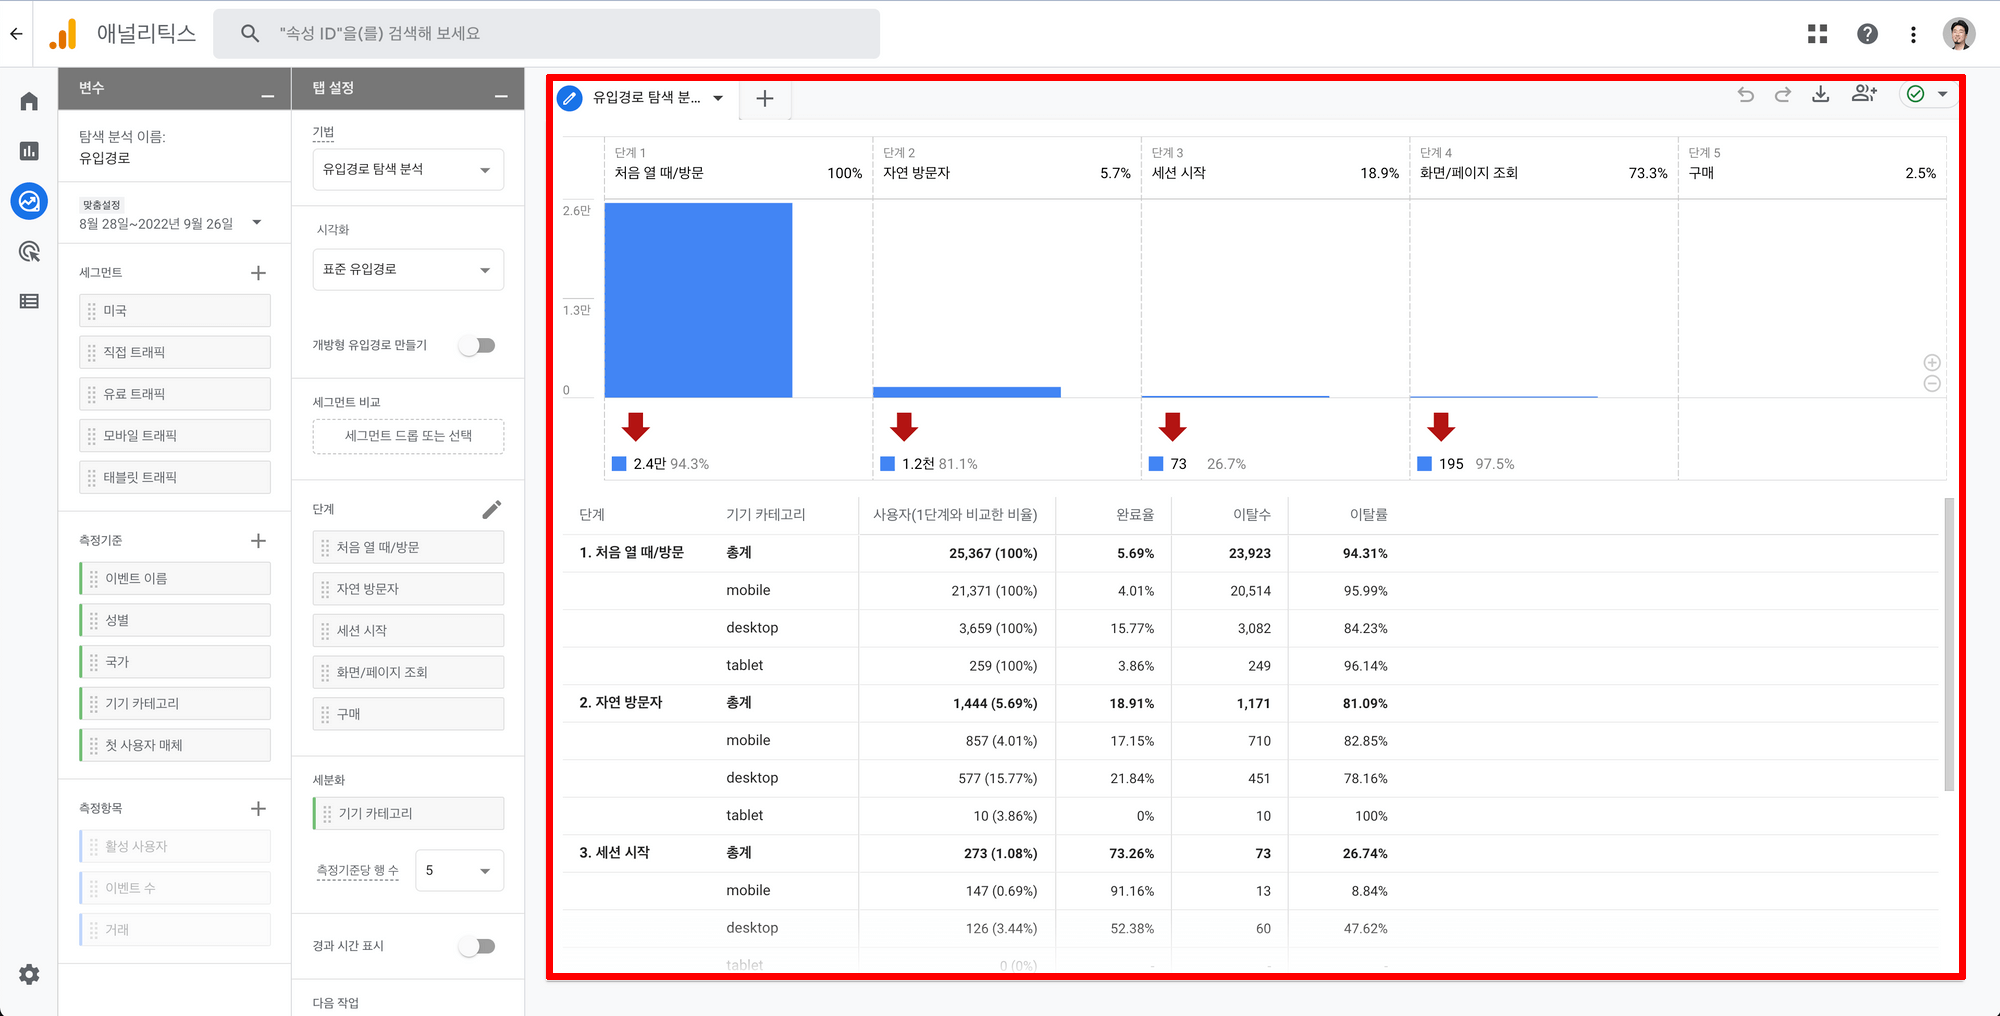 애널리틱스
"속성 ID"을(를) 검색해 보세요
변수
탐색 분석 이름:
유입경로
맞춤설정
8월 28일~2022년 9월 26일
세그먼트
미국
직접 트래픽
유료 트래픽
모바일 트래픽
태블릿 트래픽
측정기준
이벤트 이름
성별
국가
기기 카테고리
첫 사용자 매체
측정항목
활성 사용자
이벤트 수
거래
탭 설정
기법
유입경로 탐색 분석
시각화
표준 유입경로
개방형 유입경로 만들기
세그먼트 비교
세그먼트 드롭 또는 선택
단계
처음 열 때/방문
자연 방문자
세션 시작
화면/페이지 조회
구매
세분화
기기 카테고리
측정기준당 행 수 5
경과 시간 표시
다음 작업
유입경로 탐색 분...
단계 1 단계 2 단계 3 단계 4 단계 5
처음 열 때/방문 100% 자연 방문자 5.7% 세션 시작 18.9% 화면/페이지 조회 73.3% 구매 2.5%
2.6만
1.3만
0
2.4만 94.3% 1.2천 81.1% 73 26.7% 195 97.5%
단계 기기 카테고리 사용자(1단계와 비교한 비율) 완료율 이탈수 이탈률
1. 처음 열 때/방문 총계 25,367 (100%) 5.69% 23,923 94.31%
mobile 21,371 (100%) 4.01% 20,514 95.99%
desktop 3,659 (100%) 15.77% 3,082 84.23%
tablet 259 (100%) 3.86% 249 96.14%
2. 자연 방문자 총계 1,444 (5.69%) 18.91% 1,171 81.09%
mobile 857 (4.01%) 17.15% 710 82.85%
desktop 577 (15.77%) 21.84% 451 78.16%
tablet 10 (3.86%) 0% 10 100%
3. 세션 시작 총계 273 (1.08%) 73.26% 73 26.74%
mobile 147 (0.69%) 91.16% 13 8.84%
desktop 126 (3.44%) 52.38% 60 47.62%
tablet 0 (0%) - - -